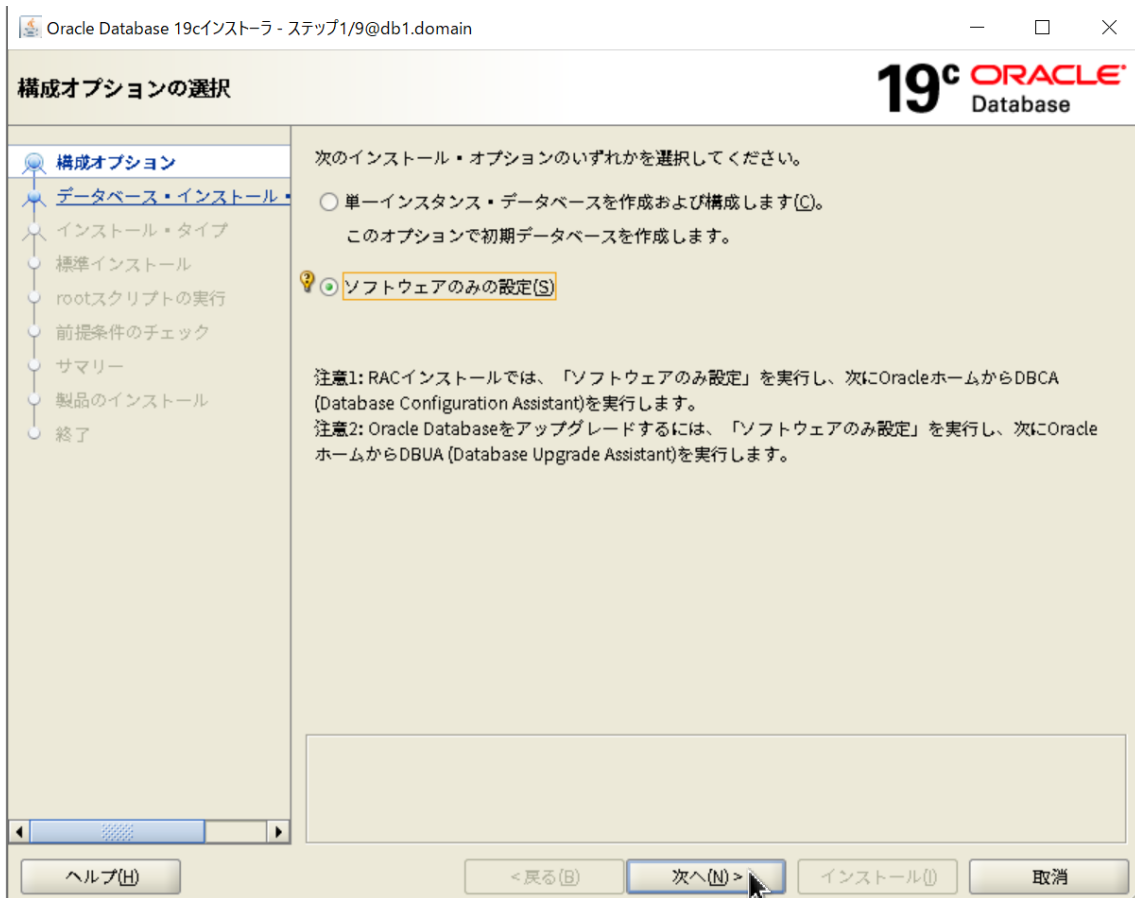 Oracle Database 19cインストーラ - ステップ1/9@db1.domain
構成オプションの選択
19c ORACLE
Database
構成オプション
データベース・インストール・
インストール・タイプ
標準インストール
rootスクリプトの実行
前提条件のチェック
サマリー
製品のインストール
終了
次のインストール・オプションのいずれかを選択してください。
単一インスタンス・データベースを作成および構成します(C)。
このオプションで初期データベースを作成します。
ソフトウェアのみの設定(S)
注意1: RACインストールでは、「ソフトウェアのみ設定」を実行し、次にOracleホームからDBCA
(Database Configuration Assistant)を実行します。
注意2: Oracle Databaseをアップグレードするには、「ソフトウェアのみ設定」を実行し、次にOracle
ホームからDBUA (Database Upgrade Assistant)を実行します。
ヘルプ(H)
<戻る(B)
次へ(N) >
インストール(I)
取消